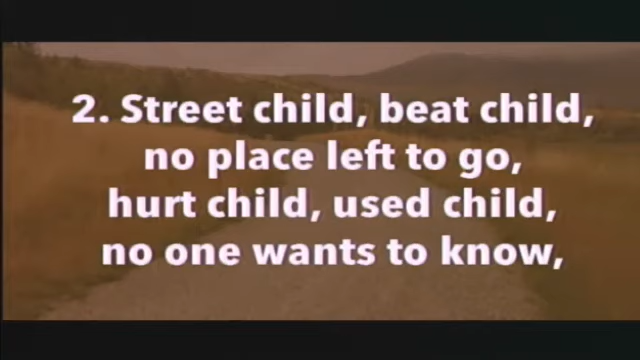 2. Street child, beat child,
no place left to go,
hurt child, used child,
no one wants to know,